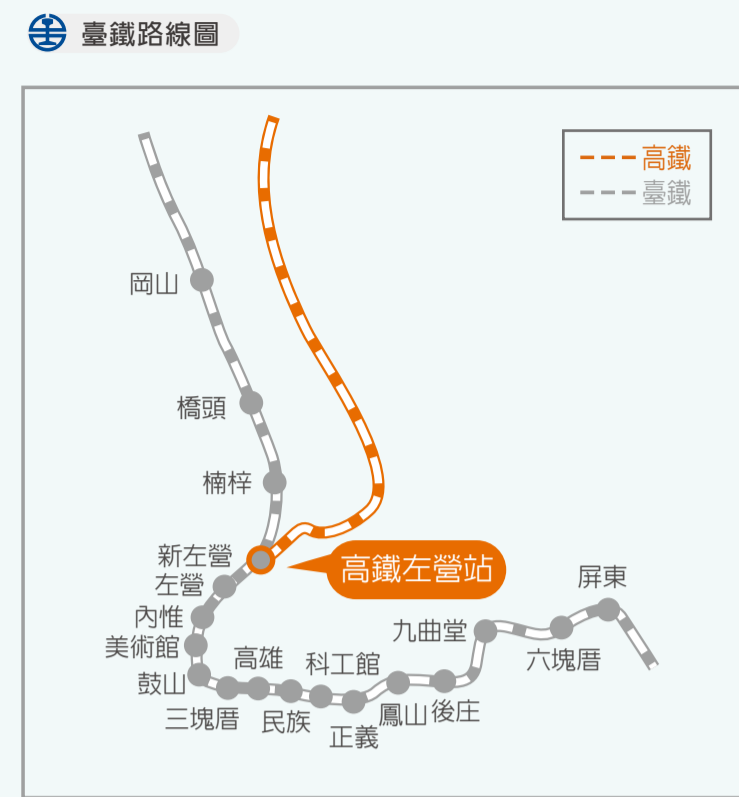 臺鐵路線圖
高鐵
臺鐵
岡山
橋頭
楠梓
新左營
高鐵左營站
左營
內惟
美術館
鼓山
三塊厝
高雄
民族
科工館
正義
鳳山
後庄
九曲堂
六塊厝
屏東